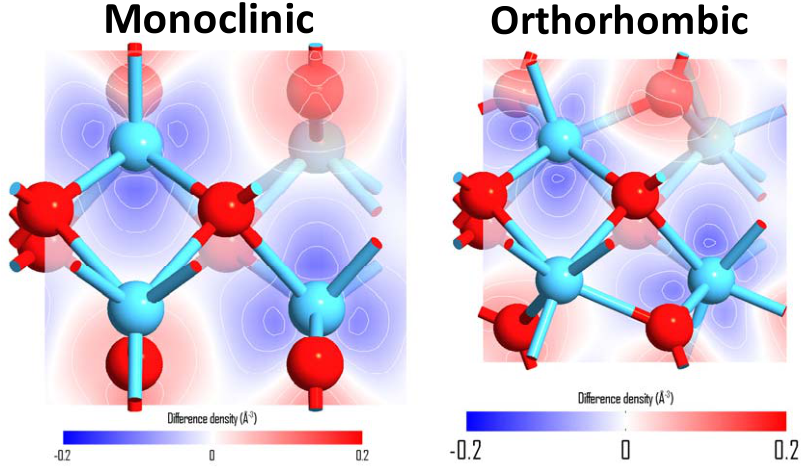 Monoclinic
Orthorhombic
Difference density (Å⁻³)
-0.2 0 0.2
Difference density (Å⁻³)
-0.2 0 0.2